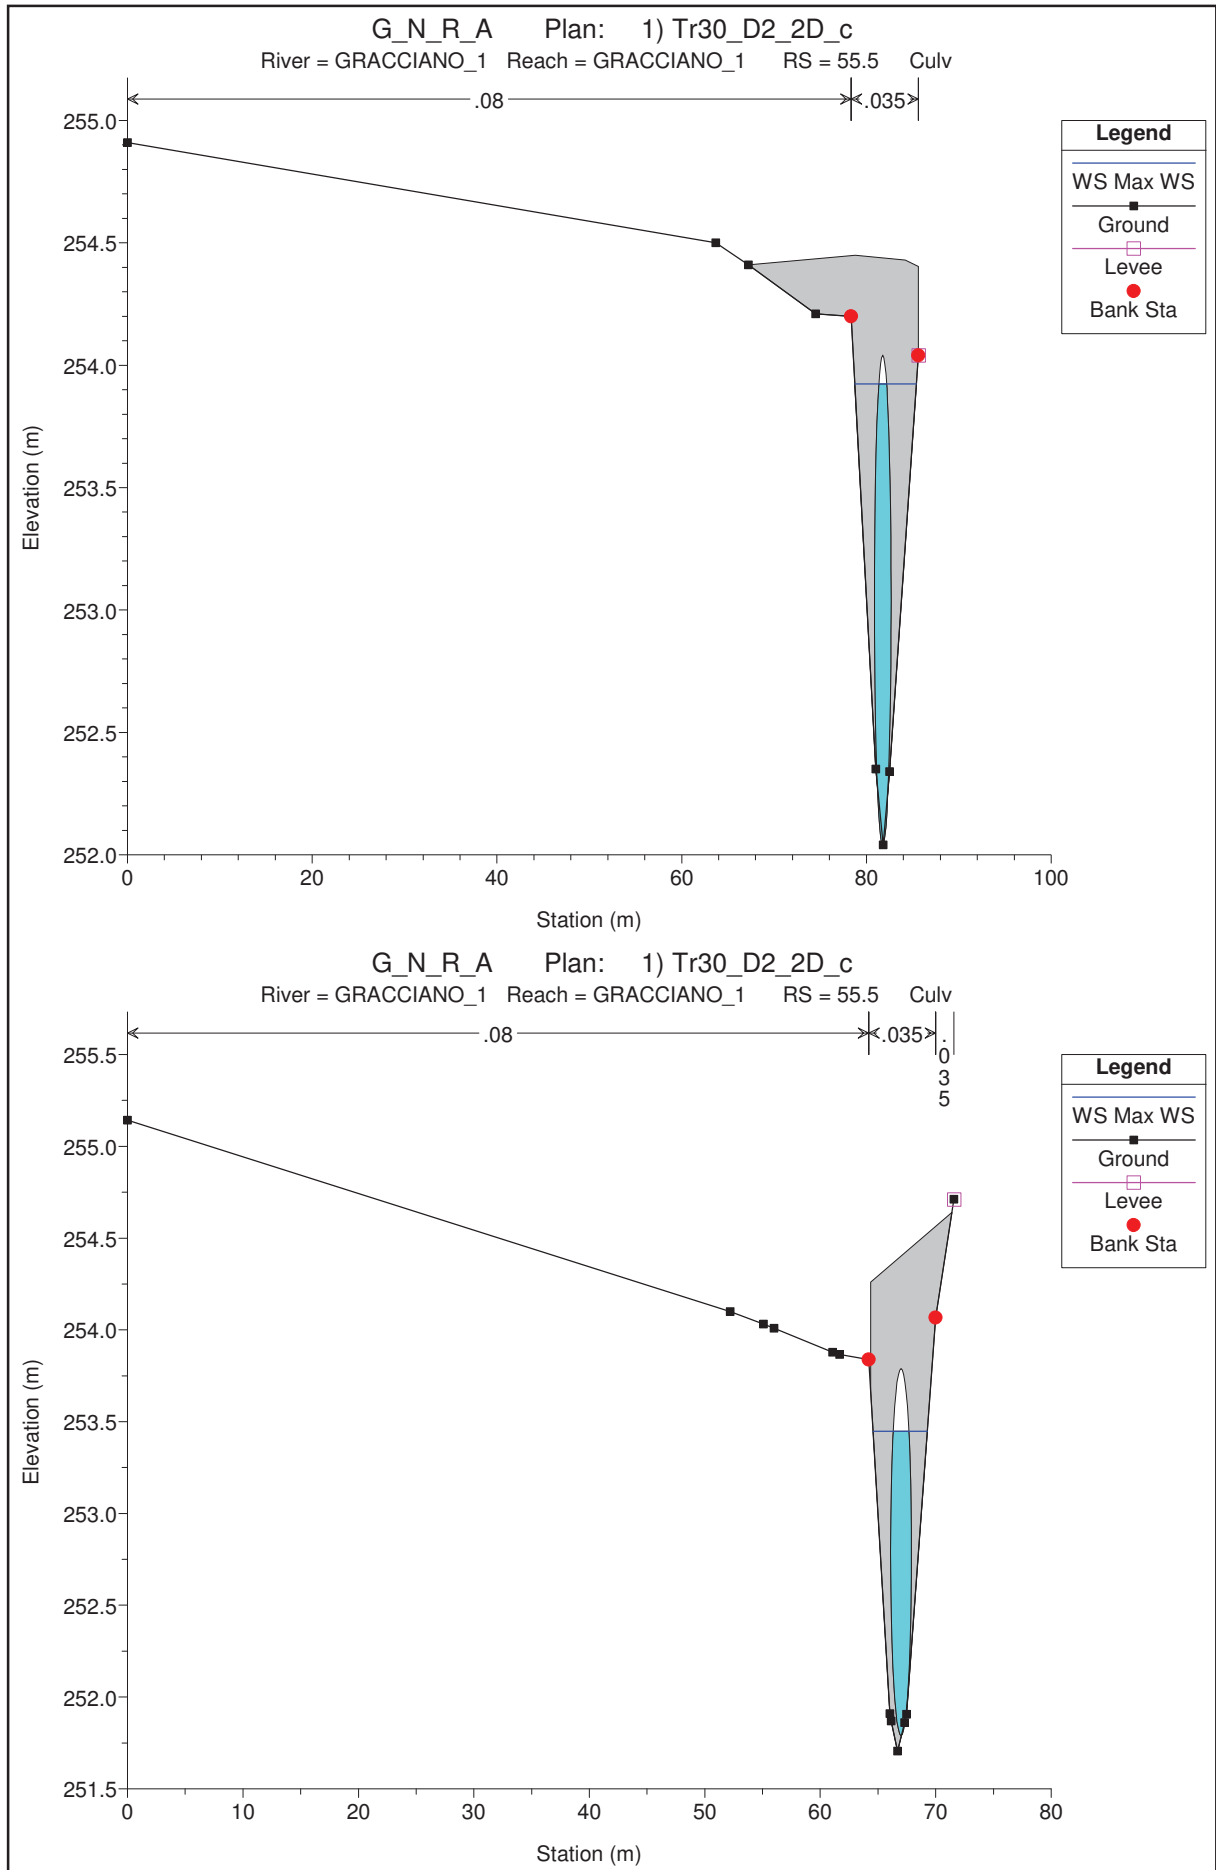 G_N_R_A Plan: 1) Tr30_D2_2D_c
River = GRACCIANO_1 Reach = GRACCIANO_1 RS = 55.5 Culv
.08
.035
255.0
254.5
254.0
253.5
253.0
252.5
252.0
0 20 40 60 80 100
Station (m)
Elevation (m)
Legend
WS Max WS
Ground
Levee
Bank Sta
G_N_R_A Plan: 1) Tr30_D2_2D_c
River = GRACCIANO_1 Reach = GRACCIANO_1 RS = 55.5 Culv
.08
.035
.
0
3
5
255.5
255.0
254.5
254.0
253.5
253.0
252.5
252.0
251.5
0 10 20 30 40 50 60 70 80
Station (m)
Elevation (m)
Legend
WS Max WS
Ground
Levee
Bank Sta